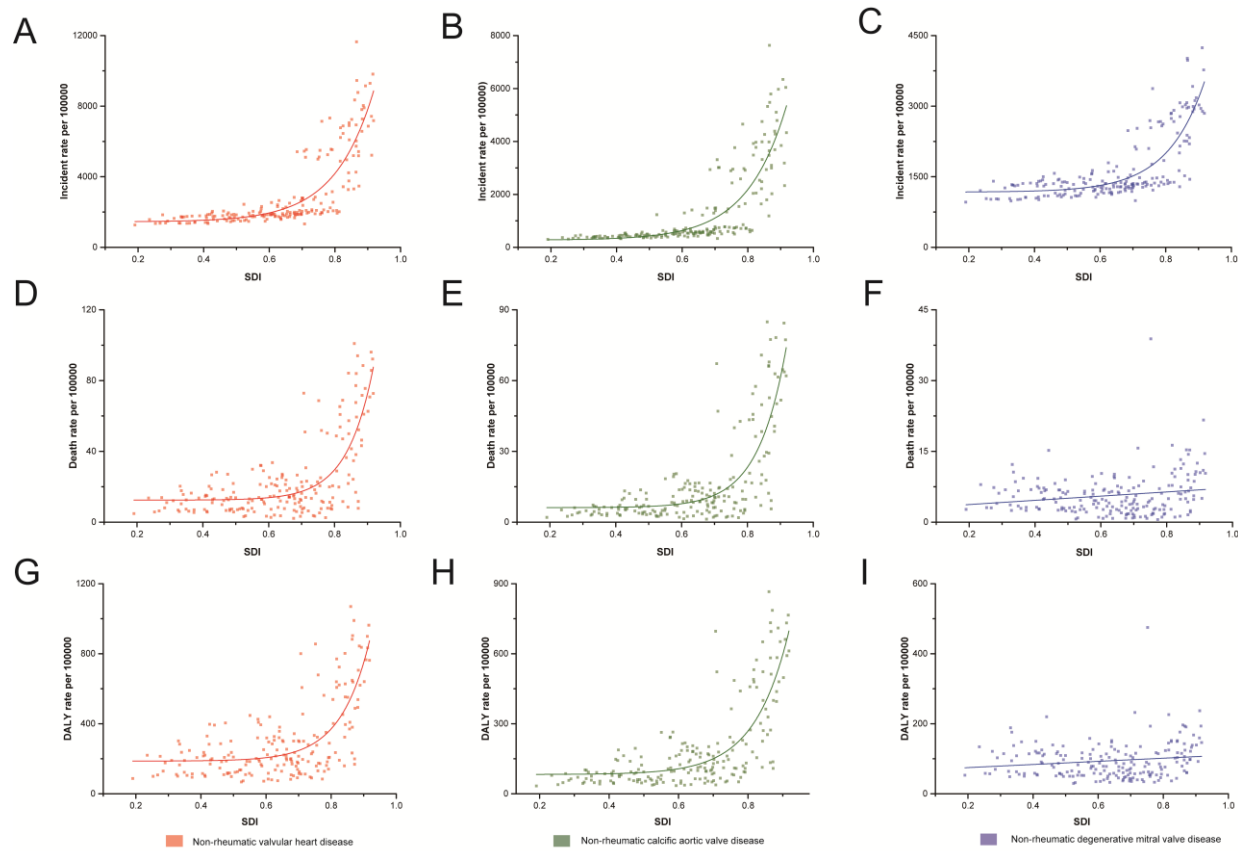 A
B
C
12000
8000
4000
0
Incident rate per 100000
0.2 0.4 0.6 0.8 1.0
SDI
8000
6000
4000
2000
0
Incident rate per 100000)
0.2 0.4 0.6 0.8 1.0
SDI
4500
3000
1500
0
Incident rate per 100000
0.2 0.4 0.6 0.8 1.0
SDI
D
E
F
120
80
40
0
Death rate per 100000
0.2 0.4 0.6 0.8 1.0
SDI
90
60
30
0
Death rate per 100000
0.2 0.4 0.6 0.8 1.0
SDI
45
30
15
0
Death rate per 100000
0.2 0.4 0.6 0.8 1.0
SDI
G
H
I
1200
800
400
0
DALY rate per 100000
0.2 0.4 0.6 0.8 1.0
SDI
900
600
300
0
DALY rate per 100000
0.2 0.4 0.6 0.8 1.0
SDI
600
400
200
0
DALY rate per 100000
0.2 0.4 0.6 0.8 1.0
SDI
Non-rheumatic valvular heart disease
Non-rheumatic calcific aortic valve disease
Non-rheumatic degenerative mitral valve disease